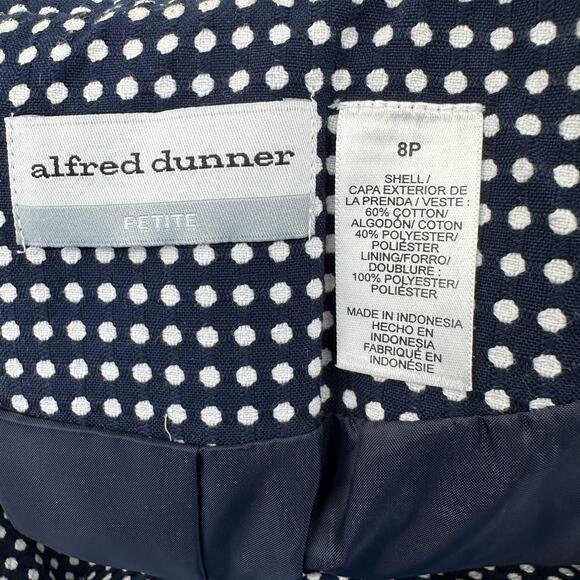 alfred dunner
PETITE
8P
SHELL /
CAPA EXTERIOR DE
LA PRENDA / VESTE :
60% COTTON/
ALGODÓN/ COTON
40% POLYESTER/
POLIÉSTER
LINING/FORRO/
DOUBLURE :
100% POLYESTER/
POLIÉSTER
MADE IN INDONESIA
HECHO EN
INDONESIA
FABRIQUÉ EN
INDONÉSIE